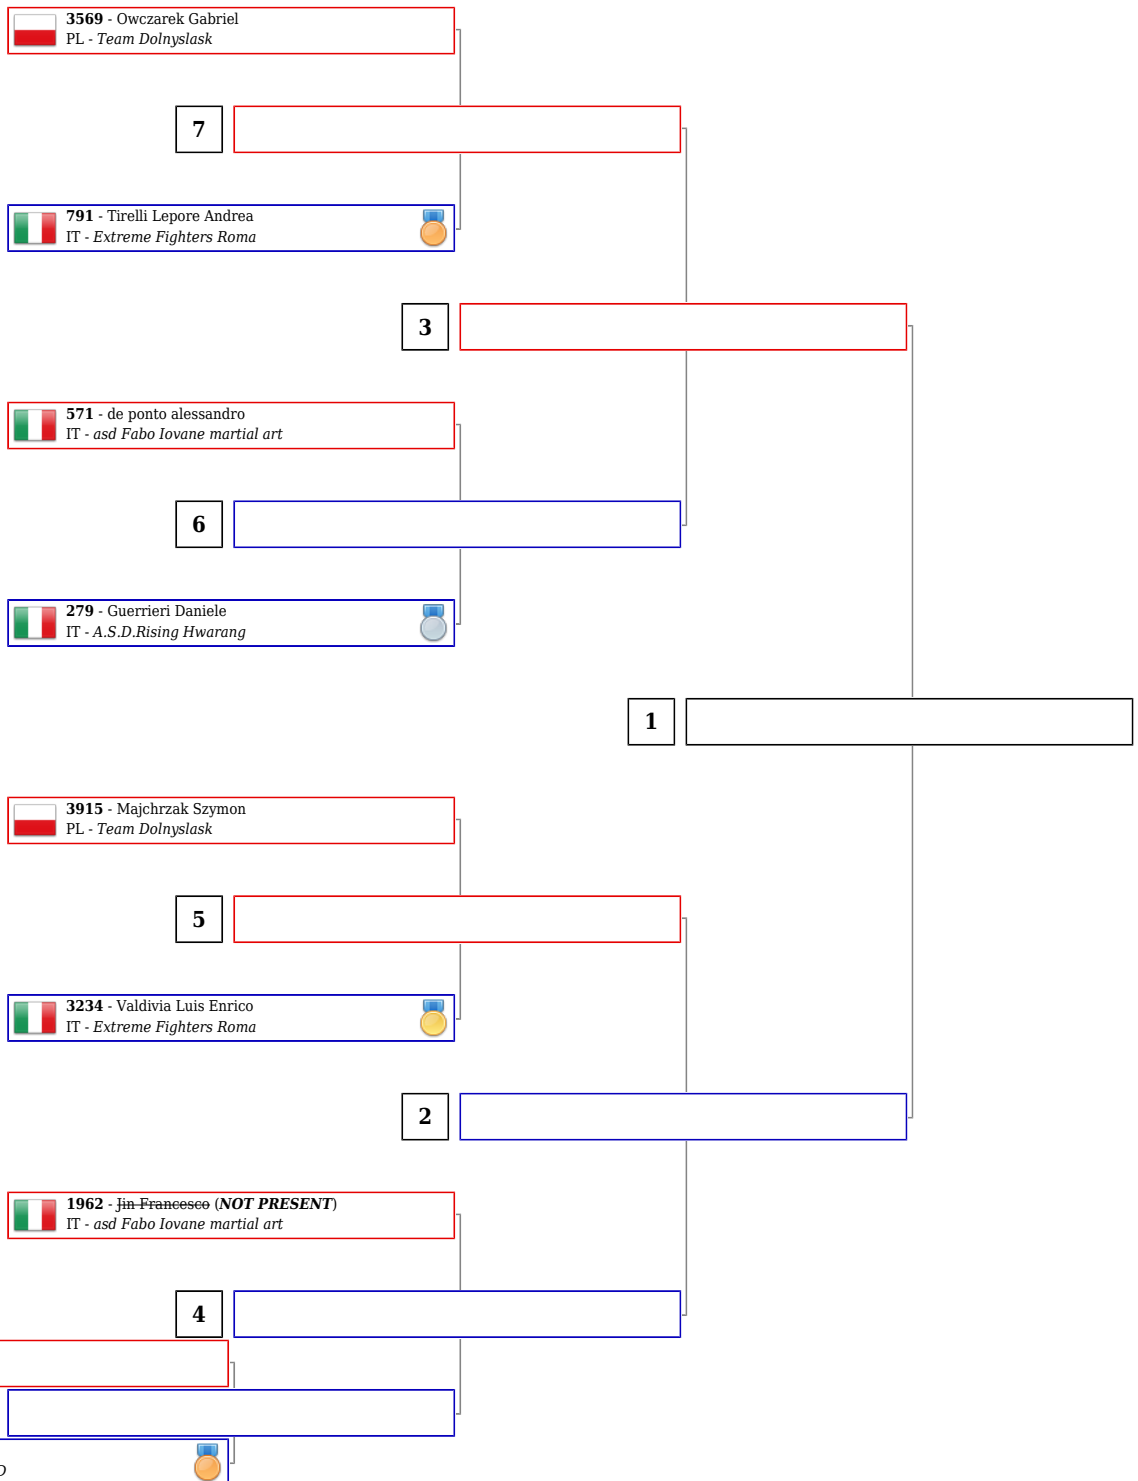 3569 - Owczarek Gabriel
PL - Team Dolnyslask
7
791 - Tirelli Lepore Andrea
IT - Extreme Fighters Roma
3
571 - de ponto alessandro
IT - asd Fabo Iovane martial art
6
279 - Guerrieri Daniele
IT - A.S.D.Rising Hwarang
1
3915 - Majchrzak Szymon
PL - Team Dolnyslask
5
3234 - Valdivia Luis Enrico
IT - Extreme Fighters Roma
2
1962 - Jin Francesco (NOT PRESENT)
IT - asd Fabo Iovane martial art
4